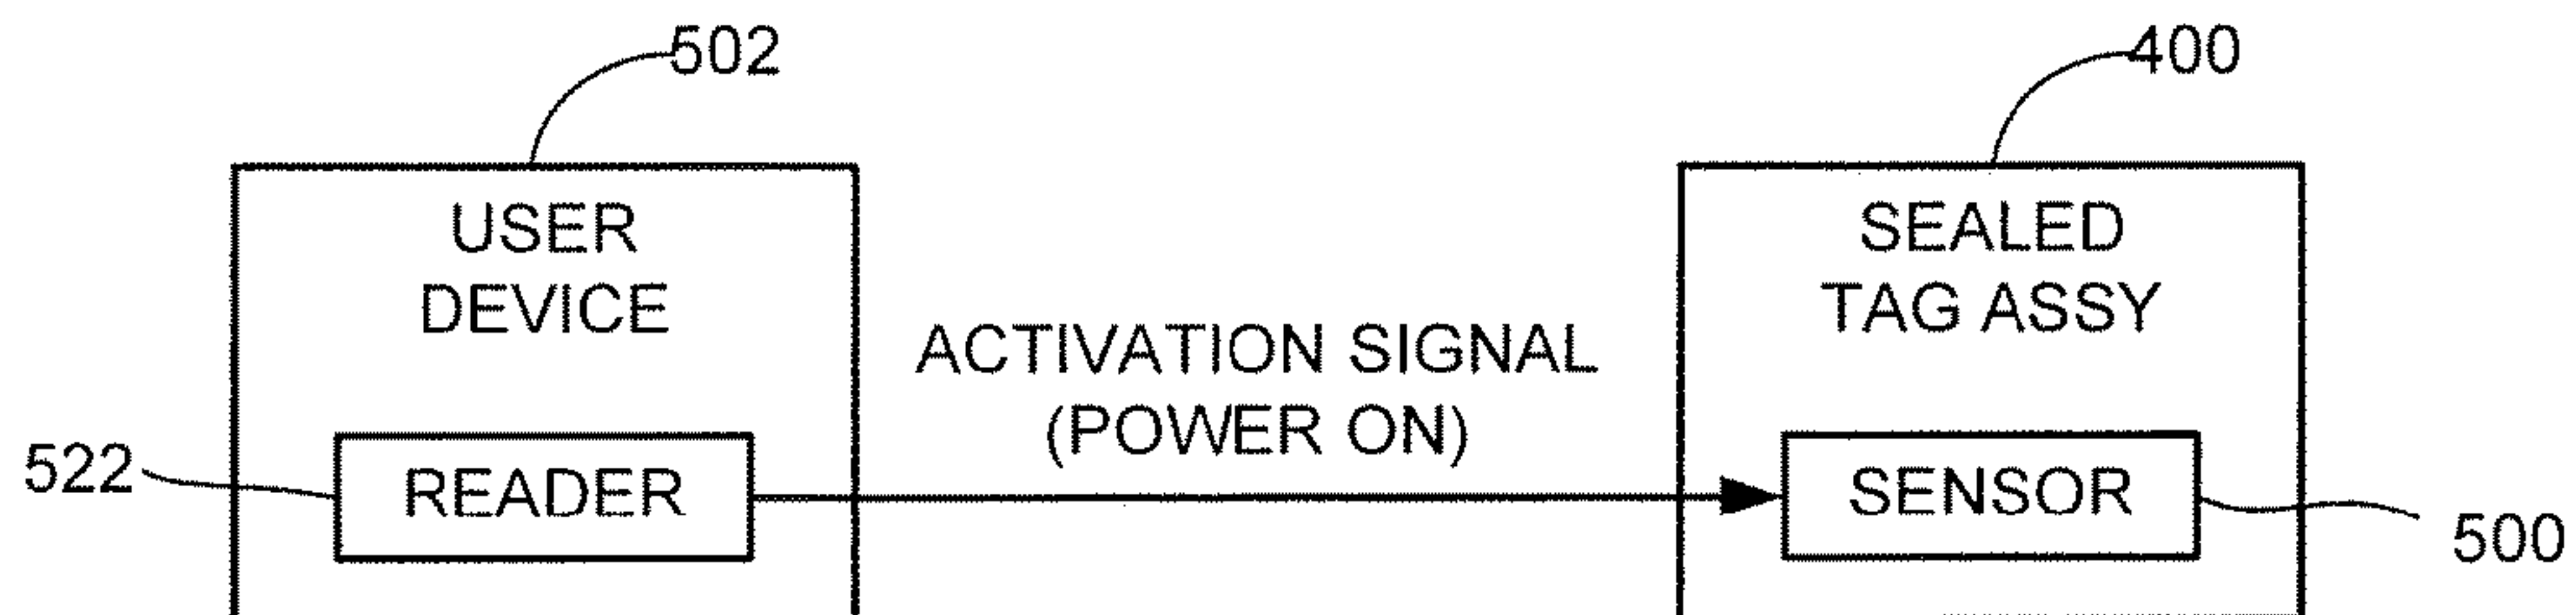 502
400
USER
DEVICE
SEALED
TAG ASSY
ACTIVATION SIGNAL
(POWER ON)
522
READER
SENSOR
500